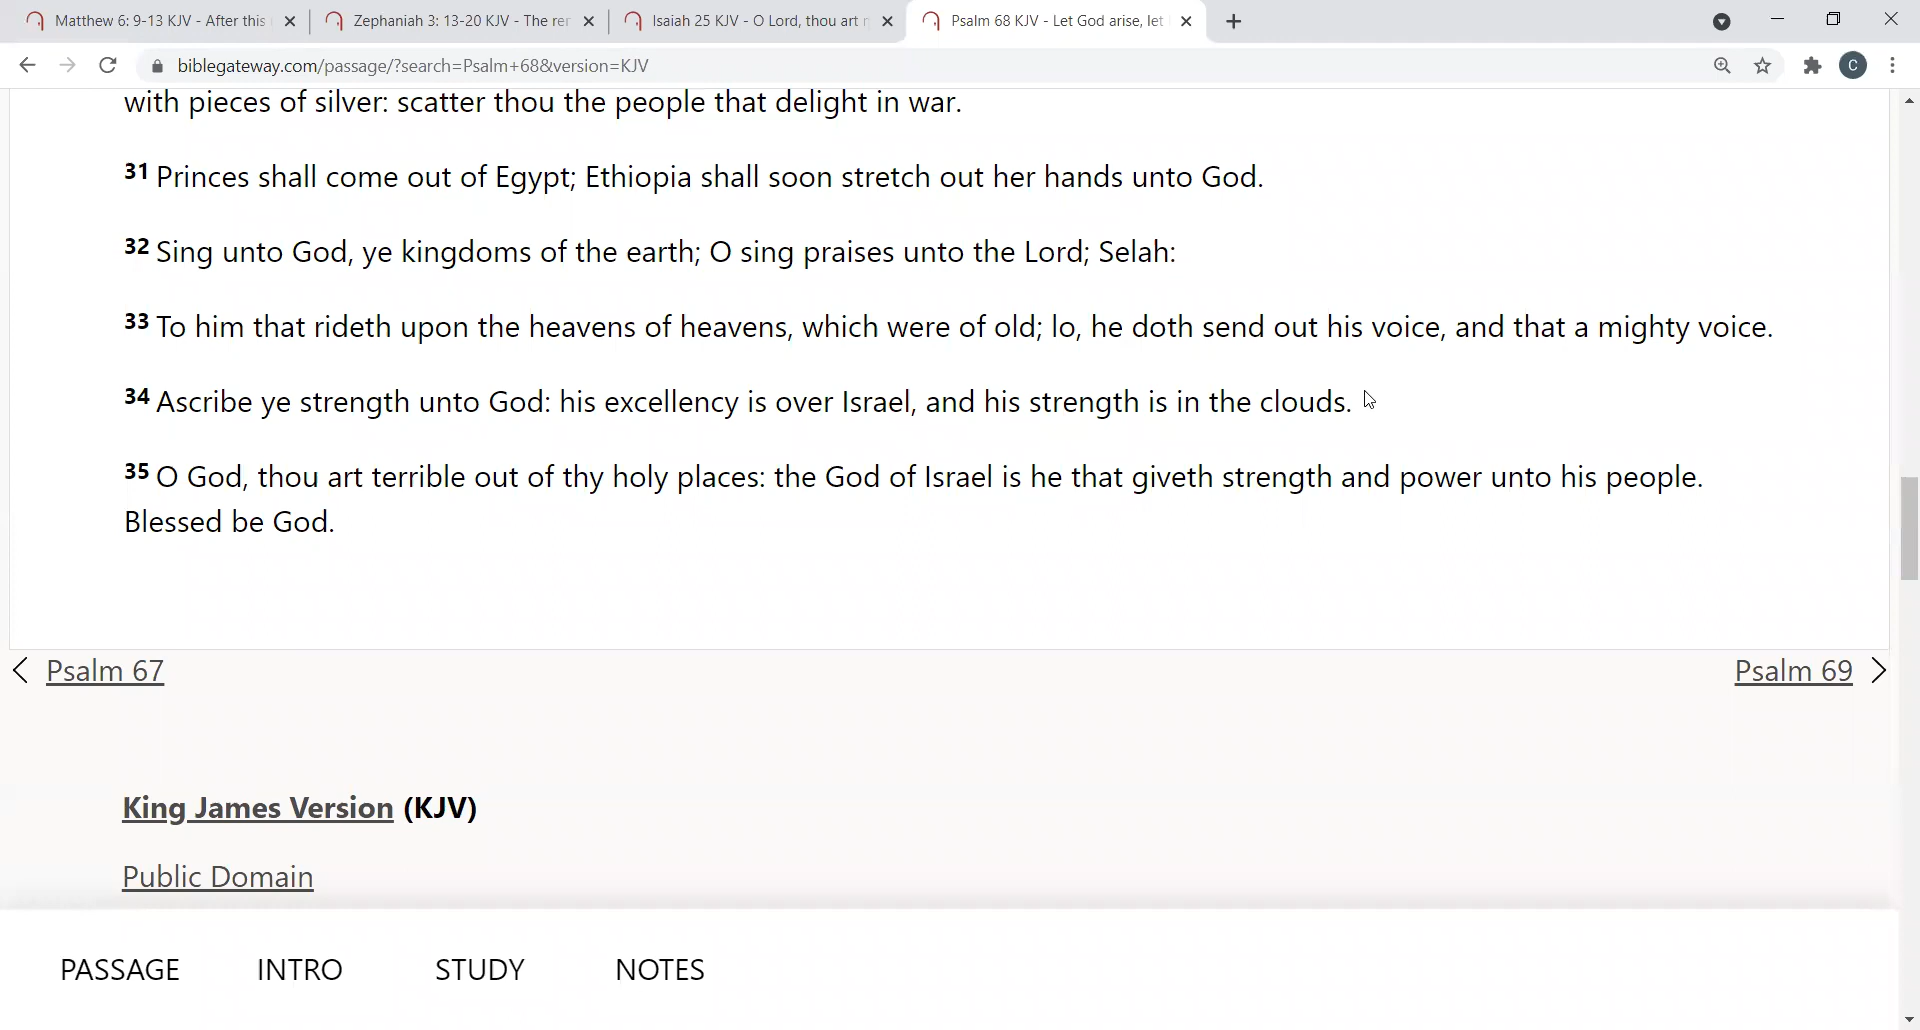 Matthew 6: 9-13 KJV - After this
Zephaniah 3: 13-20 KJV - The rer
Isaiah 25 KJV - O Lord, thou art
Psalm 68 KJV - Let God arise, let
biblegateway.com/passage/?search=Psalm+68&version=KJV
C
with pieces of silver: scatter thou the people that delight in war.
31 Princes shall come out of Egypt; Ethiopia shall soon stretch out her hands unto God.
32 Sing unto God, ye kingdoms of the earth; O sing praises unto the Lord; Selah:
33 To him that rideth upon the heavens of heavens, which were of old; lo, he doth send out his voice, and that a mighty voice.
34 Ascribe ye strength unto God: his excellency is over Israel, and his strength is in the clouds.
35 O God, thou art terrible out of thy holy places: the God of Israel is he that giveth strength and power unto his people.
Blessed be God.
Psalm 67
Psalm 69
King James Version (KJV)
Public Domain
PASSAGE INTRO STUDY NOTES